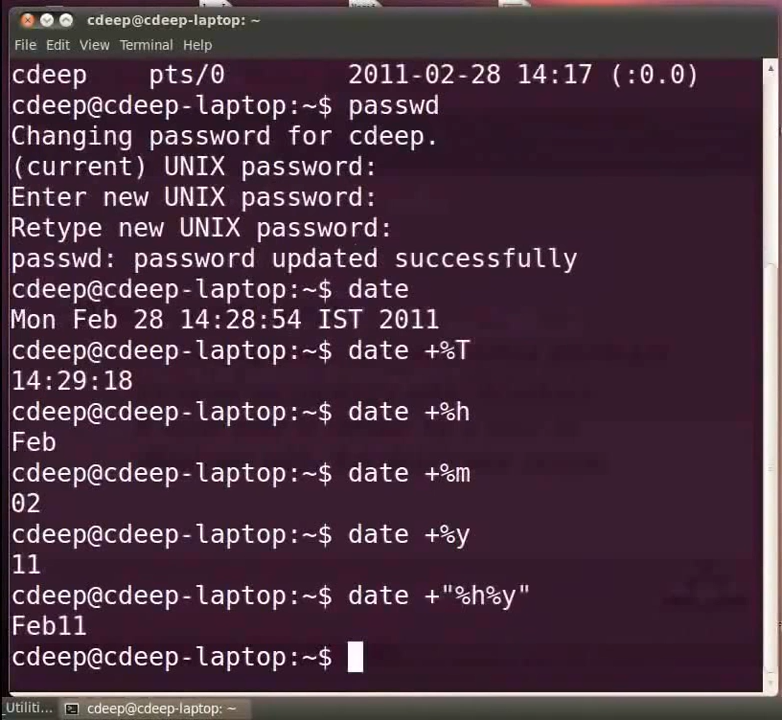 cdeep@cdeep-laptop: ~
File Edit View Terminal Help
cdeep    pts/0        2011-02-28 14:17 (:0.0)
cdeep@cdeep-laptop:~$ passwd
Changing password for cdeep.
(current) UNIX password:
Enter new UNIX password:
Retype new UNIX password:
passwd: password updated successfully
cdeep@cdeep-laptop:~$ date
Mon Feb 28 14:28:54 IST 2011
cdeep@cdeep-laptop:~$ date +%T
14:29:18
cdeep@cdeep-laptop:~$ date +%h
Feb
cdeep@cdeep-laptop:~$ date +%m
02
cdeep@cdeep-laptop:~$ date +%y
11
cdeep@cdeep-laptop:~$ date +"%h%y"
Feb11
cdeep@cdeep-laptop:~$
_Utiliti... cdeep@cdeep-laptop: ~